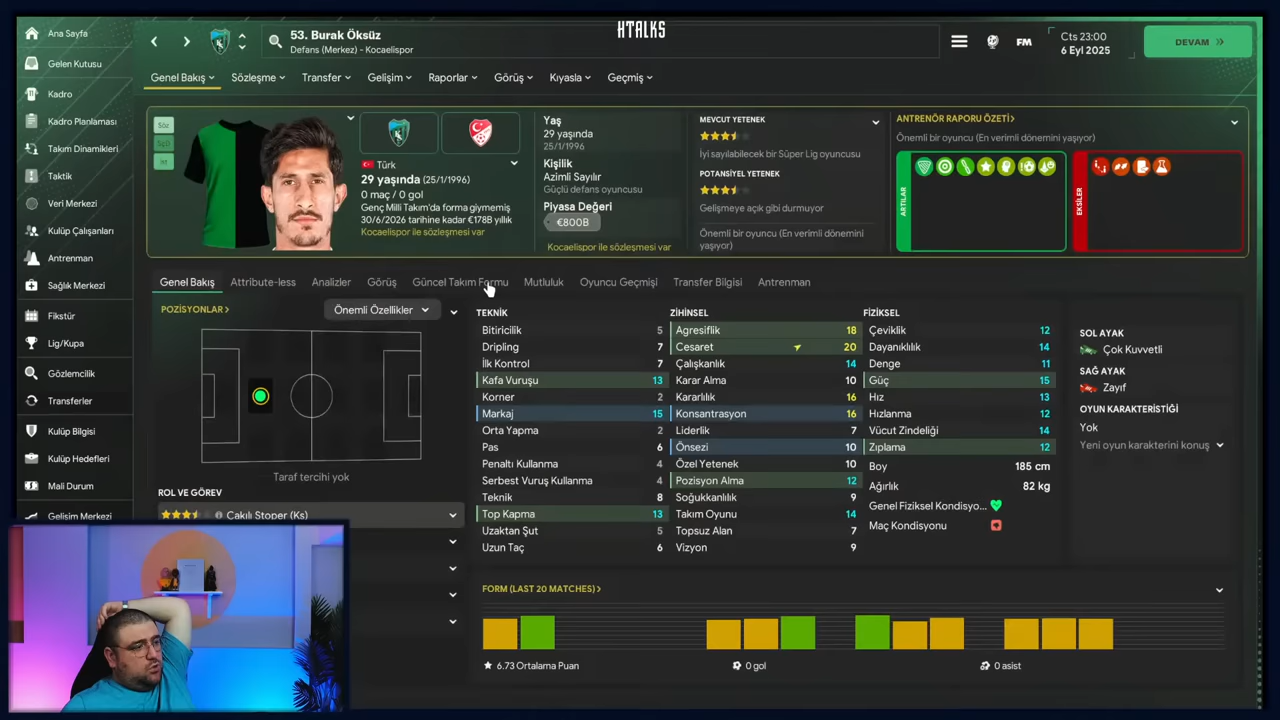 HTALKS
Ana Sayfa
Gelen Kutusu
Kadro
Kadro Planlaması
Takım Dinamikleri
Taktik
Veri Merkezi
Kulüp Çalışanları
Antrenman
Sağlık Merkezi
Fikstür
Lig/Kupa
Gözlemcilik
Transferler
Kulüp Bilgisi
Kulüp Hedefleri
Mali Durum
Gelişim Merkezi
53. Burak Öksüz
Defans (Merkez) - Kocaelispor
FM
Cts 23:00
6 Eyl 2025
DEVAM
Genel Bakış
Sözleşme
Transfer
Gelişim
Raporlar
Görüş
Kıyasla
Geçmiş
Söz
İst
Türk
29 yaşında (25/1/1996)
0 maç / 0 gol
Genç Milli Takım'da forma giymemiş
30/6/2026 tarihine kadar €178B yıllık
Kocaelispor ile sözleşmesi var
Yaş
29 yaşında
25/1/1996
Kişilik
Azimli Sayılır
Güçlü defans oyuncusu
Piyasa Değeri
€800B
Kocaelispor ile sözleşmesi var
MEVCUT YETENEK
İyi sayılabilecek bir Süper Lig oyuncusu
POTANSİYEL YETENEK
Gelişmeye açık gibi durmuyor
Önemli bir oyuncu (En verimli dönemini yaşıyor)
ANTRENÖR RAPORU ÖZETİ
Önemli bir oyuncu (En verimli dönemini yaşıyor)
ARTILAR
EKSİLER
Genel Bakış
Attribute-less
Analizler
Görüş
Güncel Takım Formu
Mutluluk
Oyuncu Geçmişi
Transfer Bilgisi
Antrenman
POZİSYONLAR
Önemli Özellikler
Taraf tercihi yok
ROL VE GÖREV
Çakılı Stoper (Ks)
TEKNİK
Bitiricilik 5
Dripling 7
İlk Kontrol 7
Kafa Vuruşu 13
Korner 2
Markaj 15
Orta Yapma 2
Pas 6
Penaltı Kullanma 4
Serbest Vuruş Kullanma 4
Teknik 8
Top Kapma 13
Uzaktan Şut 5
Uzun Taç 6
ZİHİNSEL
Agresiflik 18
Cesaret 20
Çalışkanlık 14
Karar Alma 10
Kararlılık 16
Konsantrasyon 16
Liderlik 7
Önsezi 10
Özel Yetenek 10
Pozisyon Alma 12
Soğukkanlılık 9
Takım Oyunu 14
Topsuz Alan 7
Vizyon 9
FİZİKSEL
Çeviklik 12
Dayanıklılık 14
Denge 11
Güç 15
Hız 13
Hızlanma 12
Vücut Zindeliği 14
Zıplama 12
Boy 185 cm
Ağırlık 82 kg
Genel Fiziksel Kondisyo...
Maç Kondisyonu
SOL AYAK
Çok Kuvvetli
SAĞ AYAK
Zayıf
OYUN KARAKTERİSTİĞİ
Yok
Yeni oyun karakterini konuş
FORM (LAST 20 MATCHES)
6.73 Ortalama Puan
0 gol
0 asist